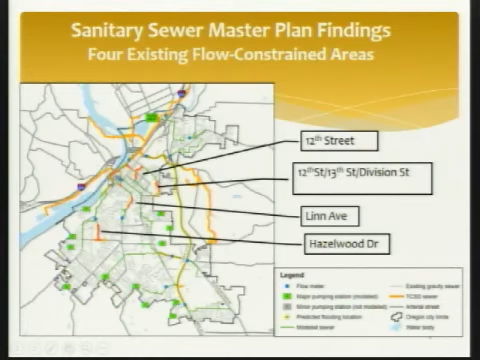 Sanitary Sewer Master Plan Findings
Four Existing Flow-Constrained Areas
12th Street
12thSt/13th St/Division St
Linn Ave
Hazelwood Dr
Legend
Flow meter
Major pumping station (modeled)
Minor pumping station (not modeled)
Predicted flooding location
Modeled sewer
Existing gravity sewer
TCSD sewer
Arterial street
Oregon city limits
Water body